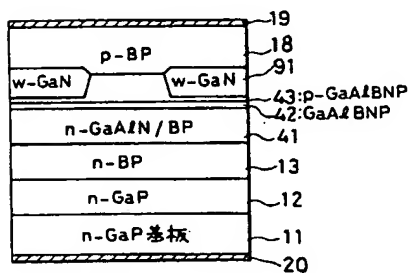 19
p-BP
18
w-GaN
w-GaN
91
43:p-GaAlBNP
42:GaAlBNP
n-GaAlN/BP
41
n-BP
13
n-GaP
12
n-GaP基板
11
20